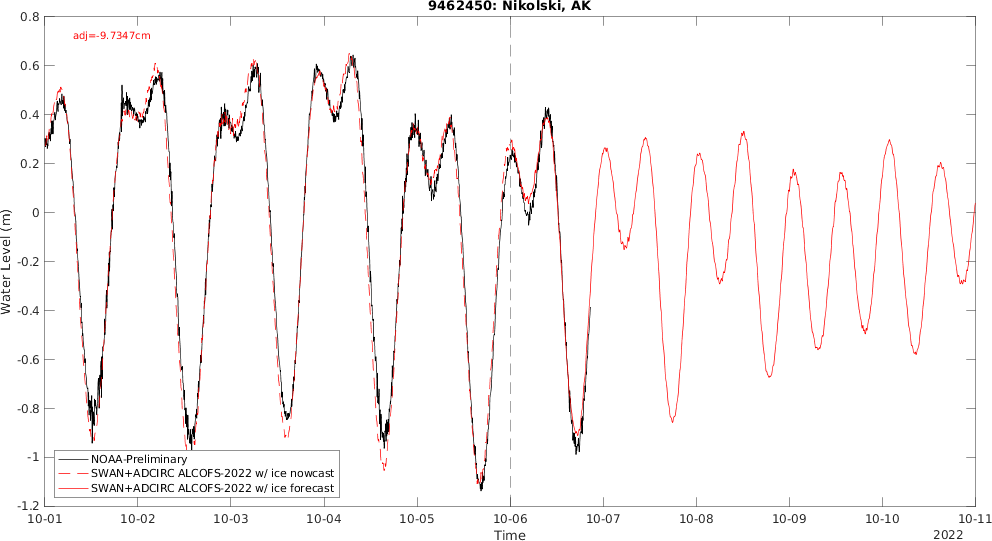 9462450: Nikolski, AK
adj=-9.7347cm
0.8
0.6
0.4
0.2
0
-0.2
-0.4
-0.6
-0.8
-1
-1.2
Water Level (m)
NOAA-Preliminary
SWAN+ADCIRC ALCOFS-2022 w/ ice nowcast
SWAN+ADCIRC ALCOFS-2022 w/ ice forecast
10-01 10-02 10-03 10-04 10-05 10-06 10-07 10-08 10-09 10-10 10-11
Time
2022